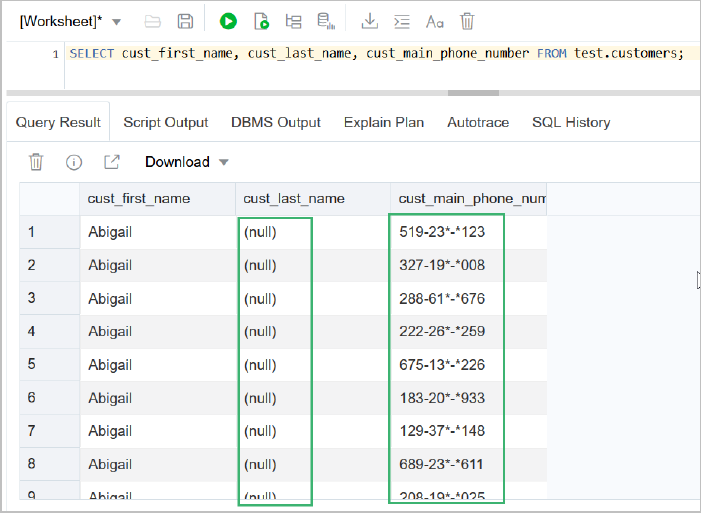 [Worksheet]*
Aa
1 SELECT cust_first_name, cust_last_name, cust_main_phone_number FROM test.customers;
Query Result Script Output DBMS Output Explain Plan Autotrace SQL History
Download
cust_first_name cust_last_name cust_main_phone_num
1 Abigail (null) 519-23*-*123
2 Abigail (null) 327-19*-*008
3 Abigail (null) 288-61*-*676
4 Abigail (null) 222-26*-*259
5 Abigail (null) 675-13*-*226
6 Abigail (null) 183-20*-*933
7 Abigail (null) 129-37*-*148
8 Abigail (null) 689-23*-*611
9 Abigail (null) 208-19*-*025